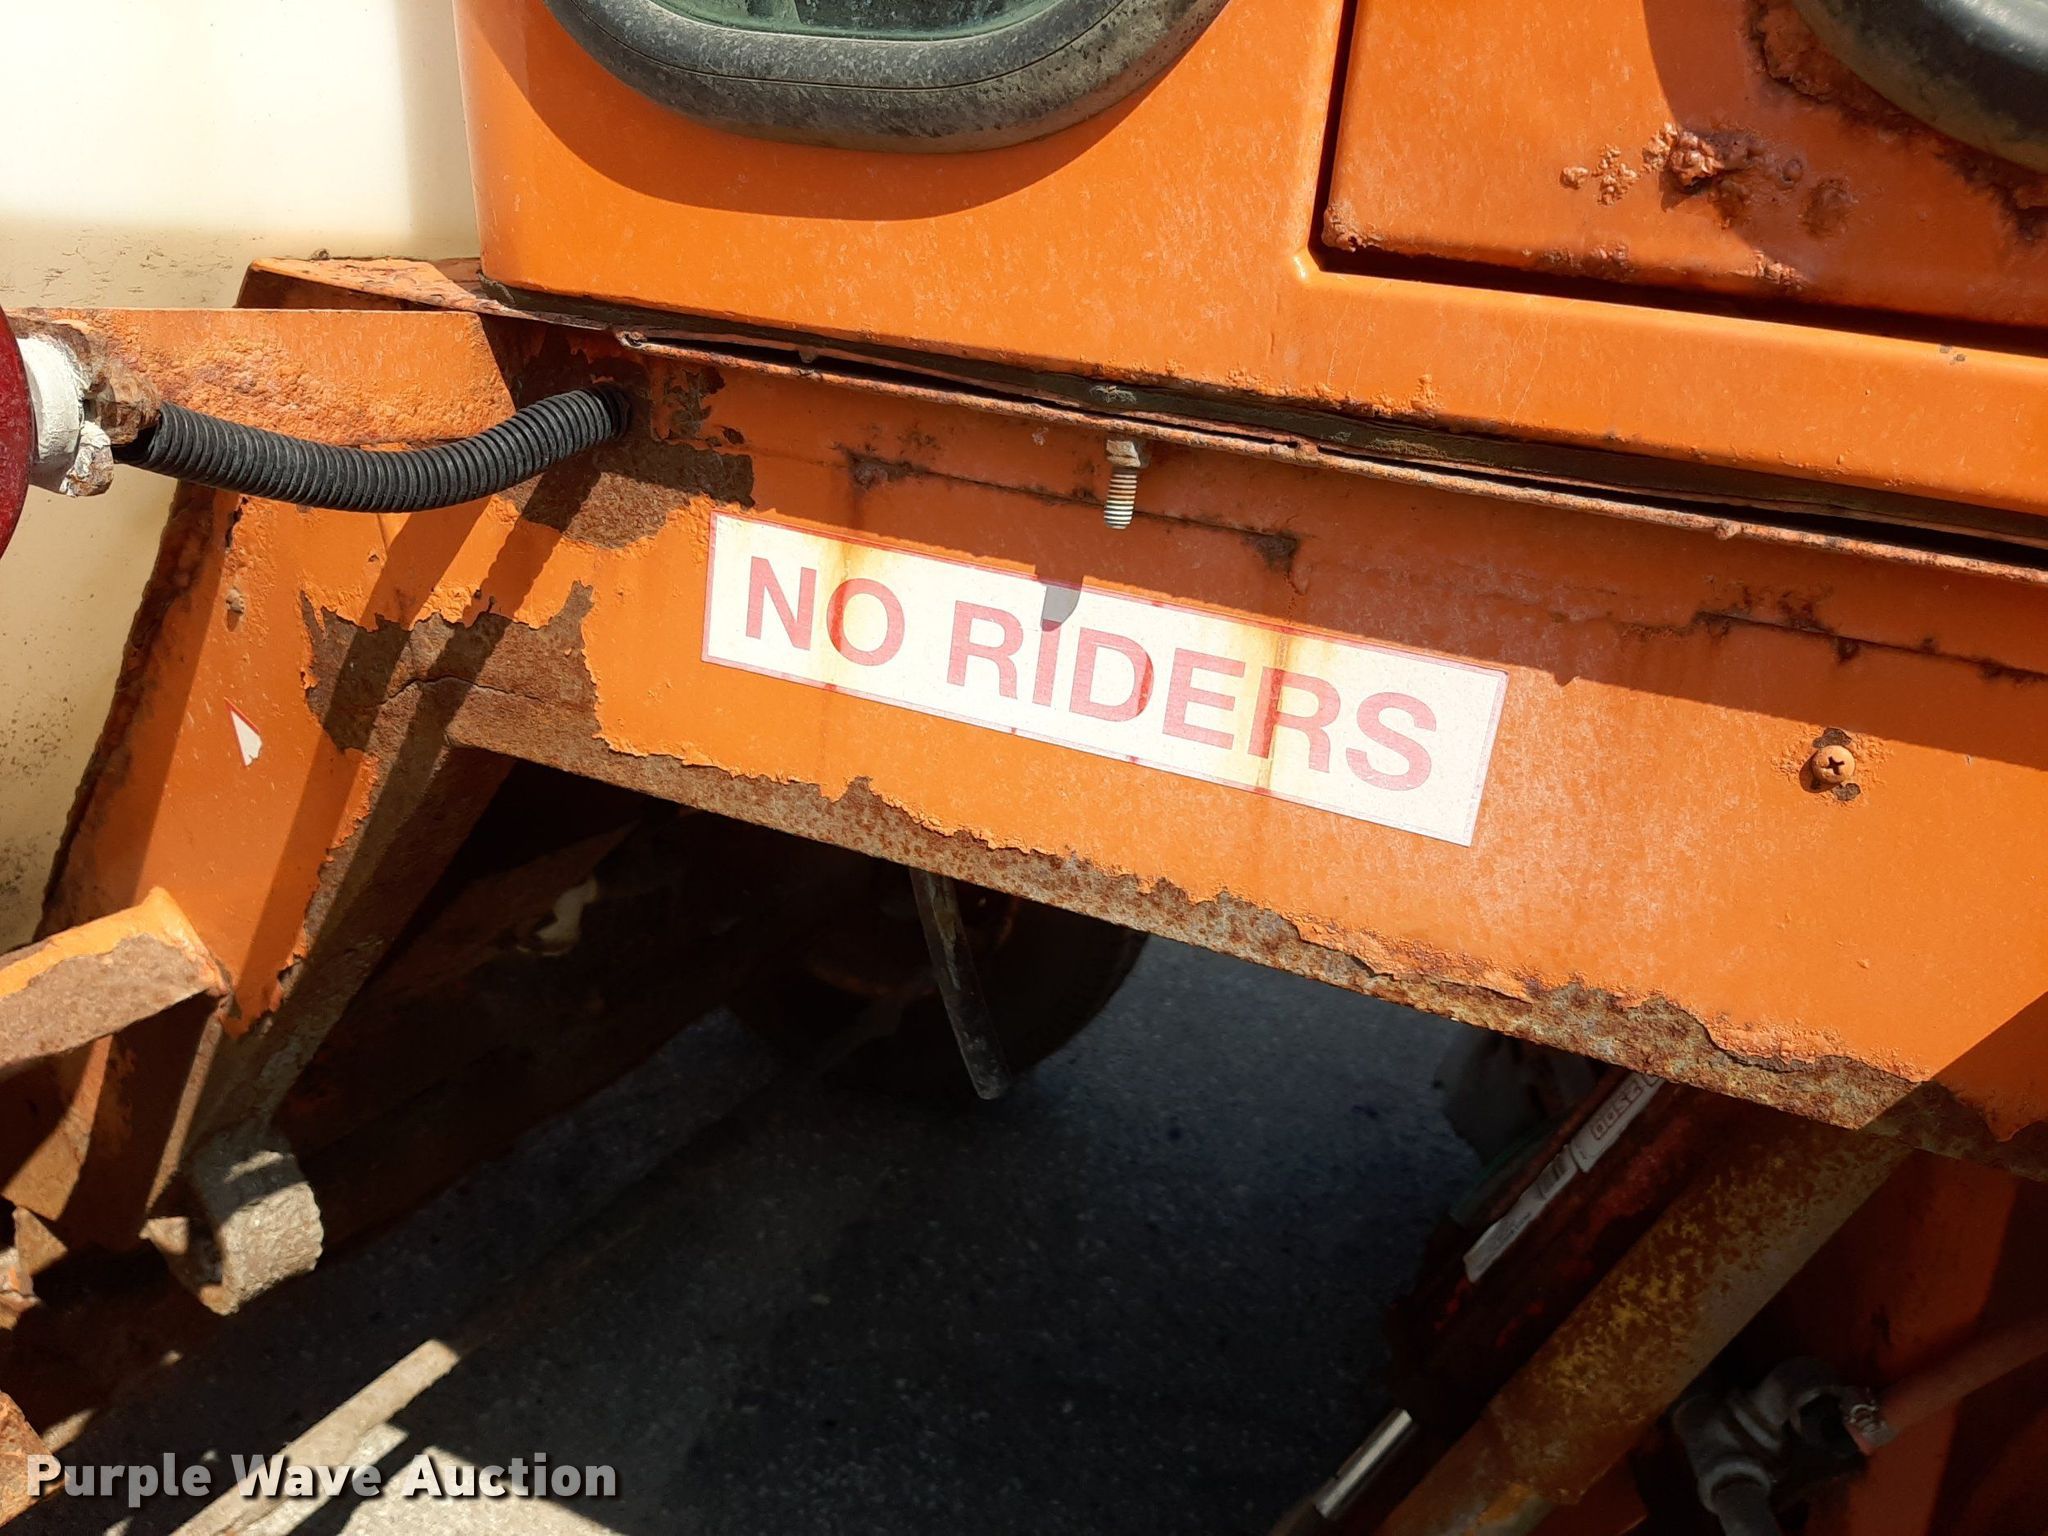 NO RIDERS
Purple Wave Auction